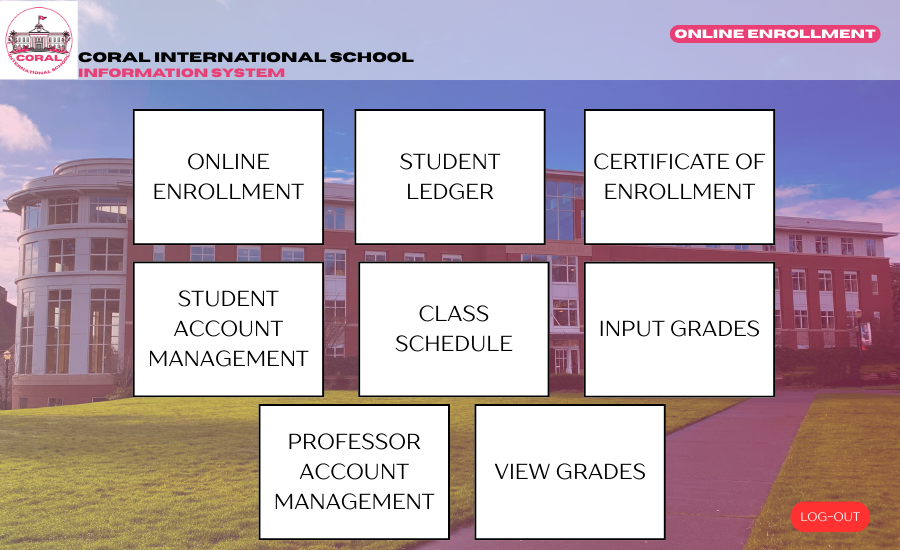 CORAL
INTERNATIONAL SCHOOL
CORAL INTERNATIONAL SCHOOL
INFORMATION SYSTEM
ONLINE ENROLLMENT
ONLINE
ENROLLMENT
STUDENT
LEDGER
CERTIFICATE OF
ENROLLMENT
STUDENT
ACCOUNT
MANAGEMENT
CLASS
SCHEDULE
INPUT GRADES
PROFESSOR
ACCOUNT
MANAGEMENT
VIEW GRADES
LOG-OUT